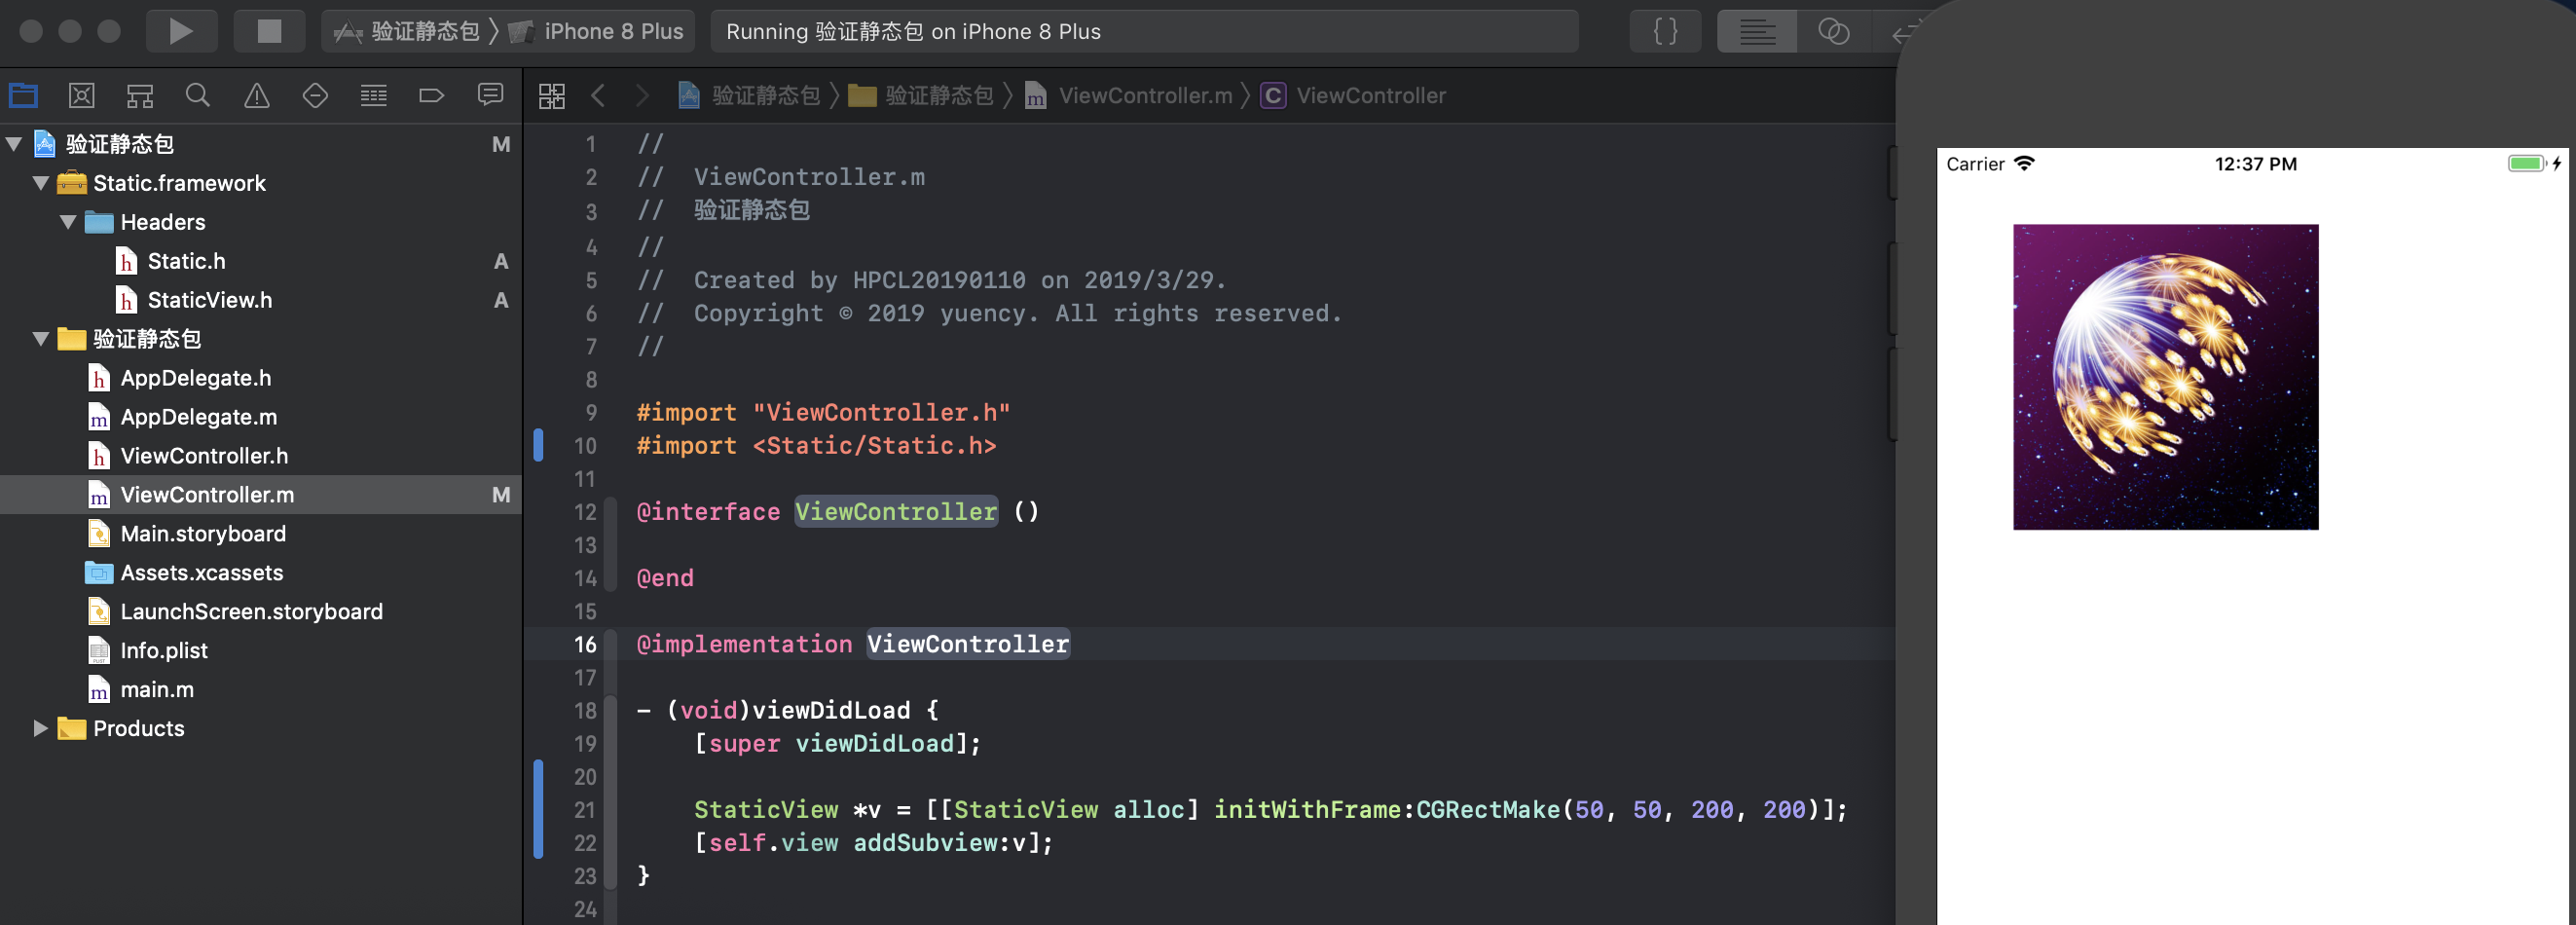 验证静态包 〉 iPhone 8 Plus
Running 验证静态包 on iPhone 8 Plus
{}
验证静态包 M
Static.framework
Headers
Static.h A
StaticView.h A
验证静态包
AppDelegate.h
AppDelegate.m
ViewController.h
ViewController.m M
Main.storyboard
Assets.xcassets
LaunchScreen.storyboard
Info.plist
main.m
Products
验证静态包 〉 验证静态包 〉 m ViewController.m 〉 C ViewController
1 //
2 //  ViewController.m
3 //  验证静态包
4 //
5 //  Created by HPCL20190110 on 2019/3/29.
6 //  Copyright © 2019 yuency. All rights reserved.
7 //
8
9 #import "ViewController.h"
10 #import <Static/Static.h>
11
12 @interface ViewController ()
13
14 @end
15
16 @implementation ViewController
17
18 - (void)viewDidLoad {
19     [super viewDidLoad];
20
21     StaticView *v = [[StaticView alloc] initWithFrame:CGRectMake(50, 50, 200, 200)];
22     [self.view addSubview:v];
23 }
24
Carrier 12:37 PM